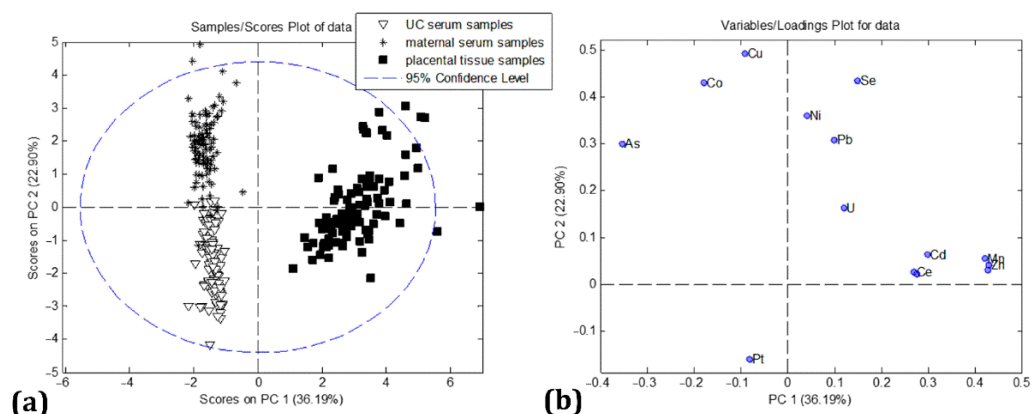 Samples/Scores Plot of data
UC serum samples
maternal serum samples
placental tissue samples
95% Confidence Level
Scores on PC 2 (22.90%)
5
4
3
2
1
0
-1
-2
-3
-4
-5
-6
-4
-2
0
2
4
6
Scores on PC 1 (36.19%)
(a)
Variables/Loadings Plot for data
PC 2 (22.90%)
0.5
0.4
0.3
0.2
0.1
0
-0.1
Cu
Co
Se
Ni
Pb
As
U
Cd
Mn
Zn
Ce
Pt
-0.4
-0.3
-0.2
-0.1
0
0.1
0.2
0.3
0.4
0.5
PC 1 (36.19%)
(b)